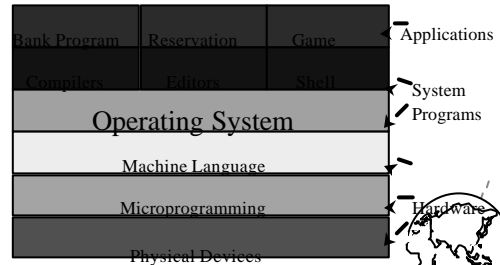 Bank Program Reservation Game Applications
Compilers Editors Shell System
Operating System Programs
Machine Language
Microprogramming Hardware
Physical Devices